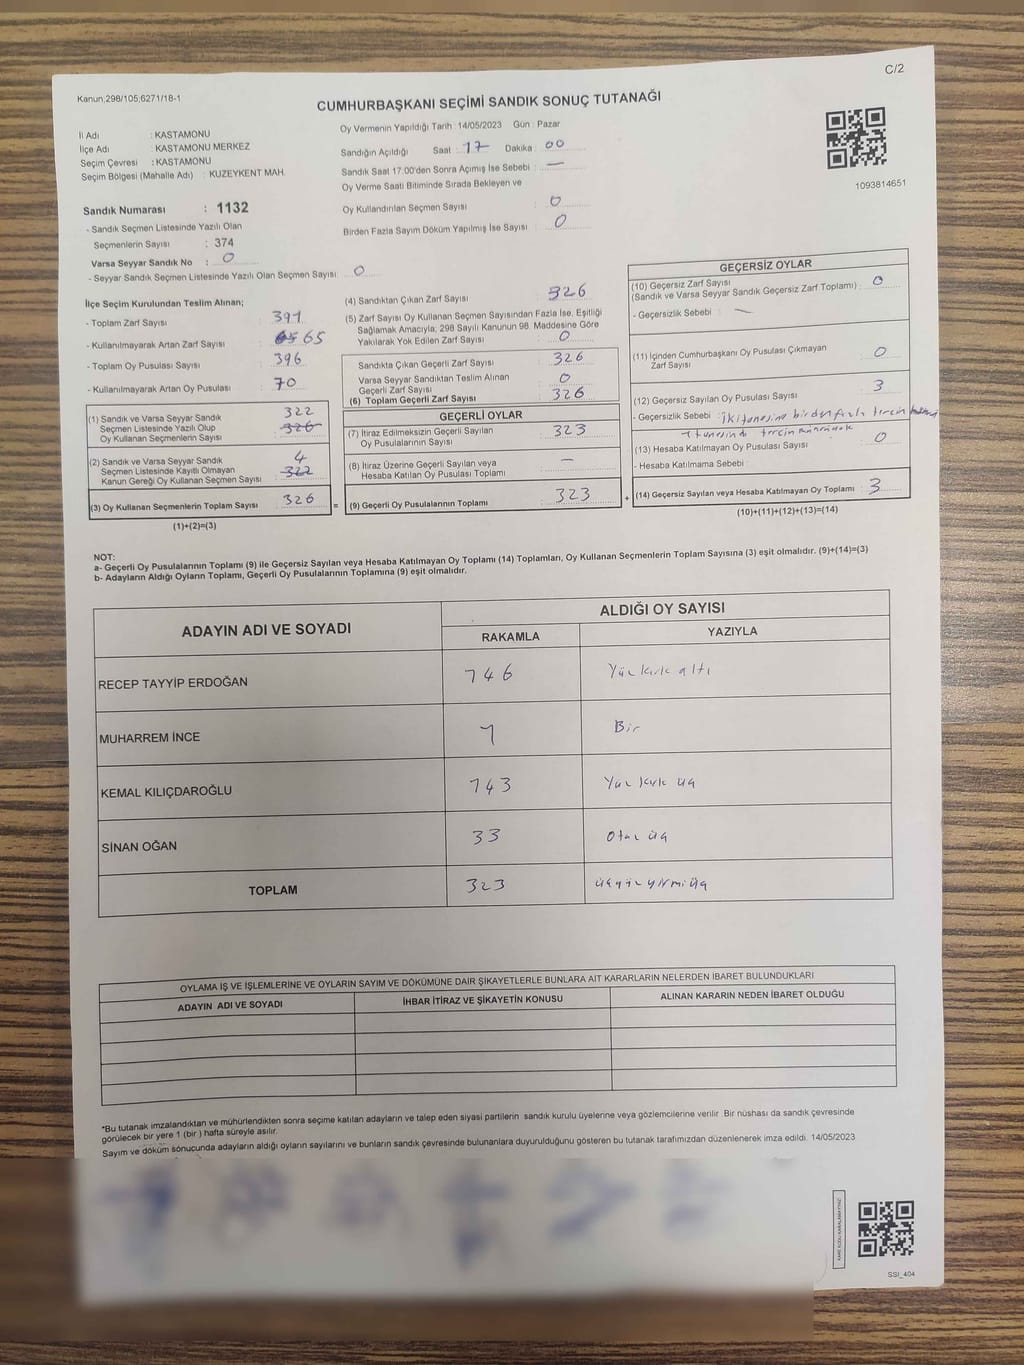 C/2
Kanun;298/105;6271/18-1
CUMHURBAŞKANI SEÇİMİ SANDIK SONUÇ TUTANAĞI
İl Adı : KASTAMONU
İlçe Adı : KASTAMONU MERKEZ
Seçim Çevresi : KASTAMONU
Seçim Bölgesi (Mahalle Adı) : KUZEYKENT MAH.
Oy Vermenin Yapıldığı Tarih : 14/05/2023 Gün : Pazar
Sandığın Açıldığı Saat : 17 Dakika : 00
Sandık Saat 17:00'den Sonra Açımış İse Sebebi : —
Oy Verme Saati Bitiminde Sırada Bekleyen ve
Oy Kullandırılan Seçmen Sayısı : 0
Birden Fazla Sayım Döküm Yapılmış İse Sayısı : 0
1093814651
Sandık Numarası : 1132
- Sandık Seçmen Listesinde Yazılı Olan
Seçmenlerin Sayısı : 374
Varsa Seyyar Sandık No : 0
- Seyyar Sandık Seçmen Listesinde Yazılı Olan Seçmen Sayısı : 0
İlçe Seçim Kurulundan Teslim Alınan;
- Toplam Zarf Sayısı : 391
- Kullanılmayarak Artan Zarf Sayısı : 65
- Toplam Oy Pusulası Sayısı : 396
- Kullanılmayarak Artan Oy Pusulası : 70
(1) Sandık ve Varsa Seyyar Sandık
Seçmen Listesinde Yazılı Olup
Oy Kullanan Seçmenlerin Sayısı : 322 326
(2) Sandık ve Varsa Seyyar Sandık
Seçmen Listesinde Kayıtlı Olmayan
Kanun Gereği Oy Kullanan Seçmen Sayısı : 4 322
(3) Oy Kullanan Seçmenlerin Toplam Sayısı : 326
(1)+(2)=(3)
(4) Sandıktan Çıkan Zarf Sayısı : 326
(5) Zarf Sayısı Oy Kullanan Seçmen Sayısından Fazla İse, Eşitliği
Sağlamak Amacıyla; 298 Sayılı Kanunun 98. Maddesine Göre
Yakılarak Yok Edilen Zarf Sayısı : 0
Sandıkta Çıkan Geçerli Zarf Sayısı : 326
Varsa Seyyar Sandıktan Teslim Alınan
Geçerli Zarf Sayısı : 0
(6) Toplam Geçerli Zarf Sayısı : 326
GEÇERLİ OYLAR
(7) İtiraz Edilmeksizin Geçerli Sayılan
Oy Pusulalarının Sayısı : 323
(8) İtiraz Üzerine Geçerli Sayılan veya
Hesaba Katılan Oy Pusulası Toplamı : —
(9) Geçerli Oy Pusulalarının Toplamı : 323
GEÇERSİZ OYLAR
(10) Geçersiz Zarf Sayısı
(Sandık ve Varsa Seyyar Sandık Geçersiz Zarf Toplamı) : 0
- Geçersizlik Sebebi : —
(11) İçinden Cumhurbaşkanı Oy Pusulası Çıkmayan
Zarf Sayısı : 0
(12) Geçersiz Sayılan Oy Pusulası Sayısı : 3
- Geçersizlik Sebebi : iki tanesine birden fazla tercih
1 tanesinde tercih
(13) Hesaba Katılmayan Oy Pusulası Sayısı : 0
- Hesaba Katılmama Sebebi :
(14) Geçersiz Sayılan veya Hesaba Katılmayan Oy Toplamı : 3
(10)+(11)+(12)+(13)=(14)
NOT:
a- Geçerli Oy Pusulalarının Toplamı (9) ile Geçersiz Sayılan veya Hesaba Katılmayan Oy Toplamı (14) Toplamları, Oy Kullanan Seçmenlerin Toplam Sayısına (3) eşit olmalıdır. (9)+(14)=(3)
b- Adayların Aldığı Oyların Toplamı, Geçerli Oy Pusulalarının Toplamına (9) eşit olmalıdır.
ADAYIN ADI VE SOYADI ALDIĞI OY SAYISI
RAKAMLA YAZIYLA
RECEP TAYYİP ERDOĞAN 146 Yüz kırk altı
MUHARREM İNCE 1 Bir
KEMAL KILIÇDAROĞLU 143 Yüz kırk üç
SİNAN OĞAN 33 Otuz üç
TOPLAM 323 üçyüz yirmi üç
OYLAMA İŞ VE İŞLEMLERİNE VE OYLARIN SAYIM VE DÖKÜMÜNE DAİR ŞİKAYETLERLE BUNLARA AİT KARARLARIN NELERDEN İBARET BULUNDUKLARI
ADAYIN ADI VE SOYADI İHBAR İTİRAZ VE ŞİKAYETİN KONUSU ALINAN KARARIN NEDEN İBARET OLDUĞU
*Bu tutanak imzalandıktan ve mühürlendikten sonra seçime katılan adayların ve talep eden siyasi partilerin sandık kurulu üyelerine veya gözlemcilerine verilir. Bir nüshası da sandık çevresinde
görülecek bir yere 1 (bir ) hafta süreyle asılır.
Sayım ve döküm sonucunda adayların aldığı oyların sayılarını ve bunların sandık çevresinde bulunanlara duyurulduğunu gösteren bu tutanak tarafımızdan düzenlenerek imza edildi. 14/05/2023
SSI_404